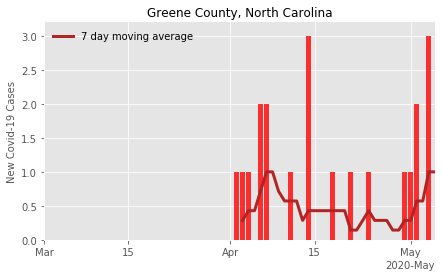 Greene County, North Carolina
7 day moving average
New Covid-19 Cases
3.0
2.5
2.0
1.5
1.0
0.5
0.0
Mar 15 Apr 15 May
2020-May